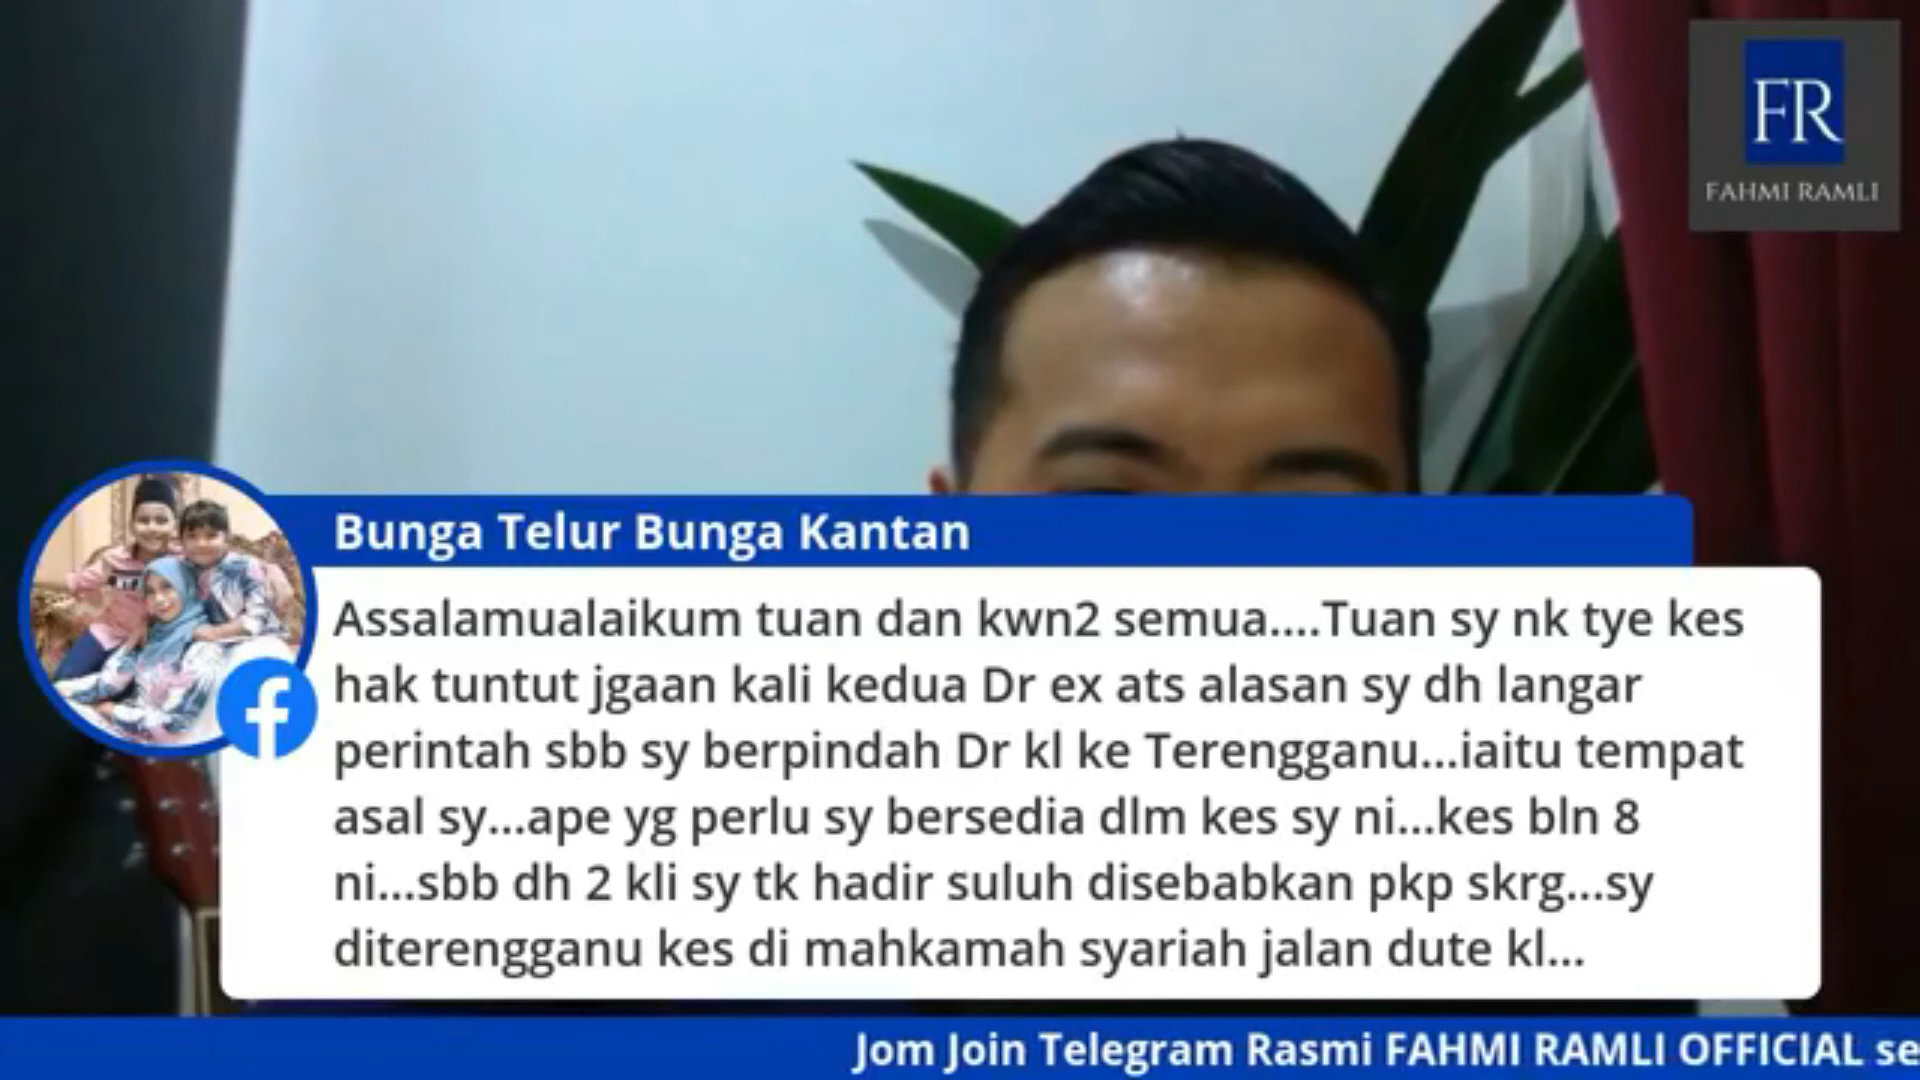 FR
FAHMI RAMLI
Bunga Telur Bunga Kantan
Assalamualaikum tuan dan kwn2 semua....Tuan sy nk tye kes
hak tuntut jgaan kali kedua Dr ex ats alasan sy dh langar
perintah sbb sy berpindah Dr kl ke Terengganu...iaitu tempat
asal sy...ape yg perlu sy bersedia dlm kes sy ni...kes bln 8
ni...sbb dh 2 kli sy tk hadir suluh disebabkan pkp skrg...sy
diterengganu kes di mahkamah syariah jalan dute kl...
Jom Join Telegram Rasmi FAHMI RAMLI OFFICIAL se